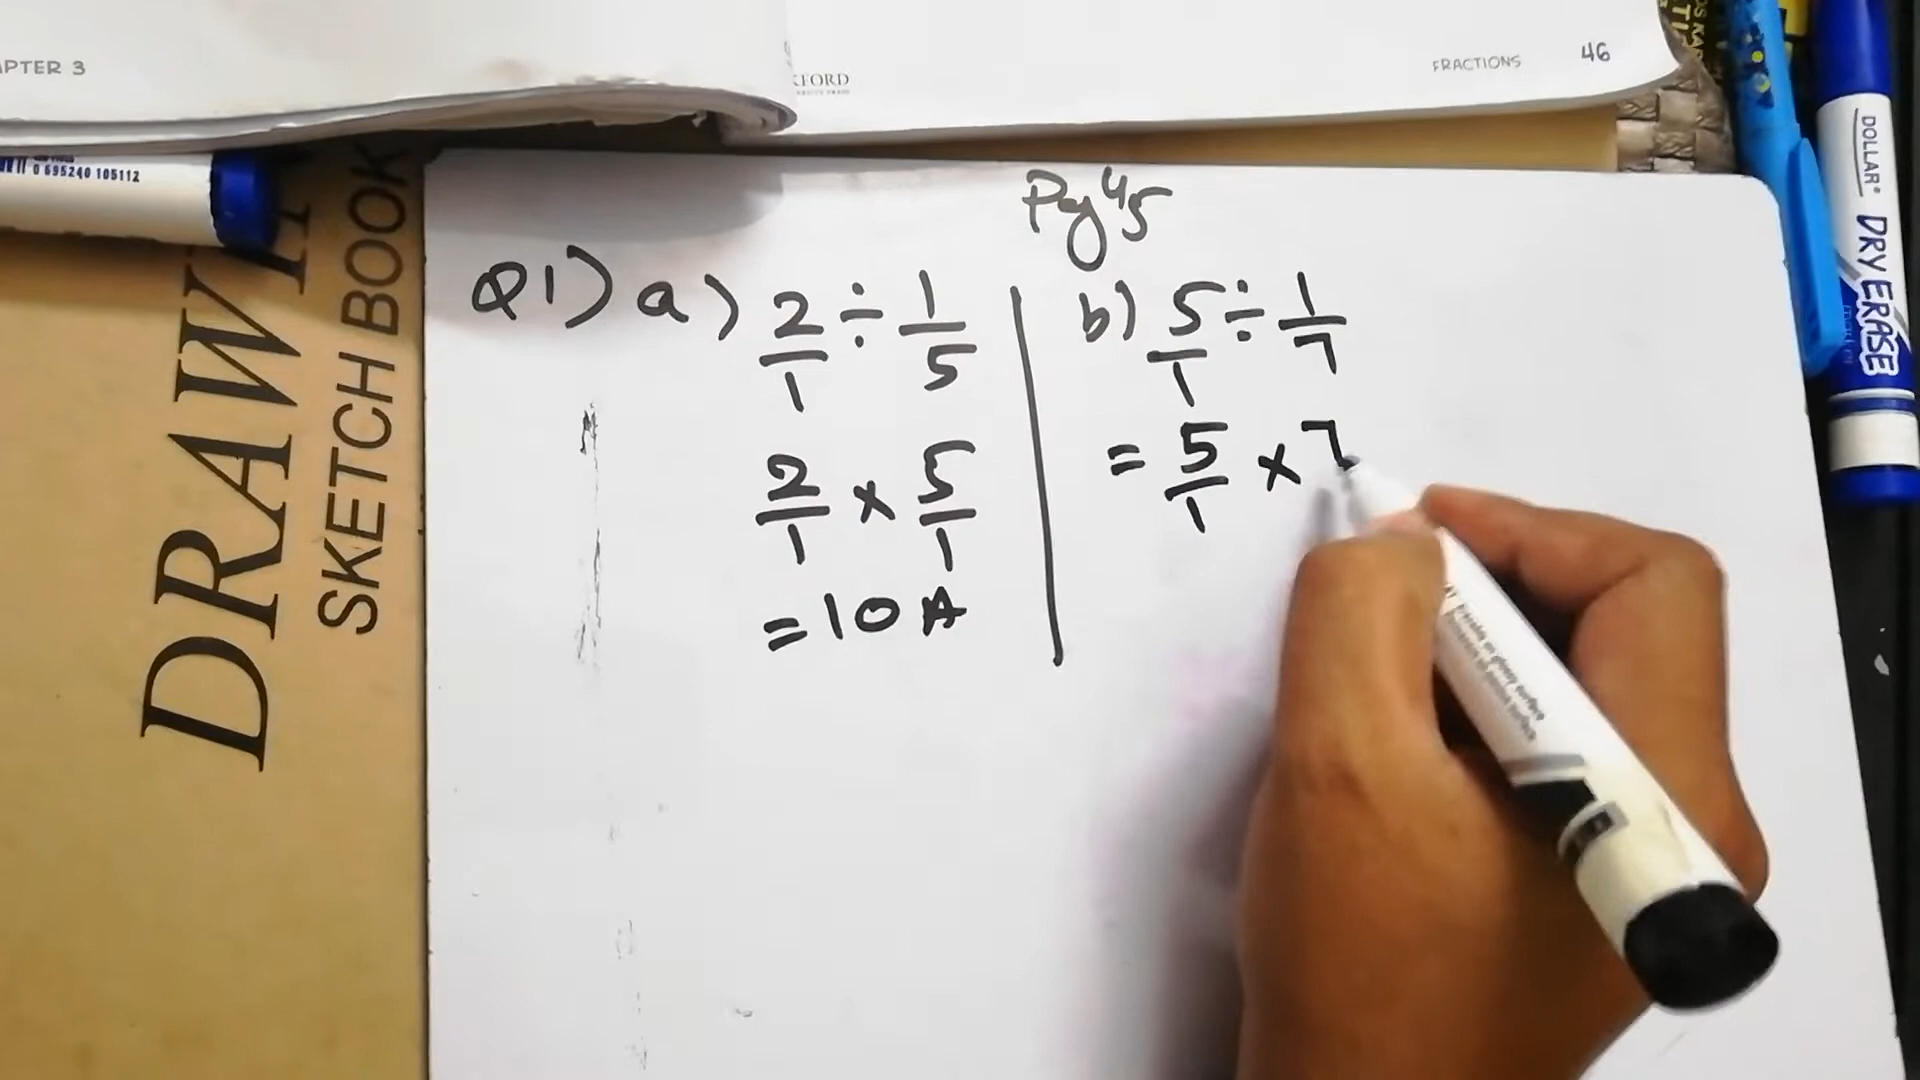 PTER 3
FRACTIONS 46
XFORD
0 695240 105112
DRAW
SKETCH BOOK
DOLLAR
DRY ERASE
Pg 45
Q1) a) 2/1 ÷ 1/5
2/1 × 5/1
= 10
b) 5/1 ÷ 1/7
= 5/1 × 7